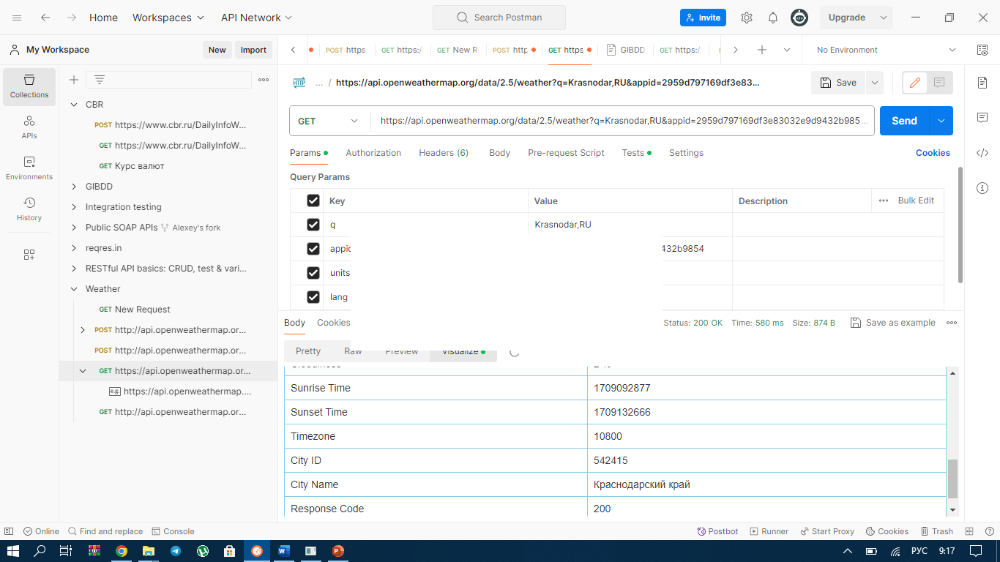 Home Workspaces API Network Search Postman Invite Upgrade
My Workspace New Import
POST https GET https:/ GET New R POST http GET https GIBDD GET https:/ No Environment
Collections
APIs
Environments
History
CBR
POST https://www.cbr.ru/DailyInfoW...
GET https://www.cbr.ru/DailyInfoW...
GET Курс валют
GIBDD
Integration testing
Public SOAP APIs Alexey's fork
reqres.in
RESTful API basics: CRUD, test & vari...
Weather
GET New Request
POST http://api.openweathermap.or...
POST http://api.openweathermap.or...
GET https://api.openweathermap.or...
e.g. https://api.openweathermap....
GET http://api.openweathermap.or...
HTTP ... / https://api.openweathermap.org/data/2.5/weather?q=Krasnodar,RU&appid=2959d797169df3e83... Save
GET https://api.openweathermap.org/data/2.5/weather?q=Krasnodar,RU&appid=2959d797169df3e83032e9d9432b985... Send
Params Authorization Headers (6) Body Pre-request Script Tests Settings Cookies
Query Params
Key Value Description Bulk Edit
q Krasnodar,RU
appid 432b9854
units
lang
Body Cookies Status: 200 OK Time: 580 ms Size: 874 B Save as example
Pretty Raw Preview Visualize
Sunrise Time 1709092877
Sunset Time 1709132666
Timezone 10800
City ID 542415
City Name Краснодарский край
Response Code 200
Online Find and replace Console Postbot Runner Start Proxy Cookies Trash
РУС 9:17